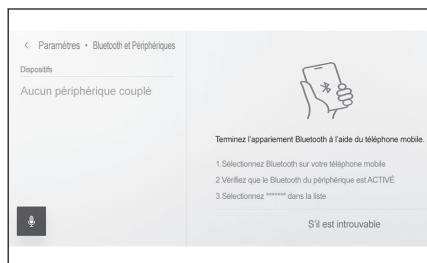 < Paramètres • Bluetooth et Périphériques
Dispositifs
Aucun périphérique couplé
Terminez l'appariement Bluetooth à l'aide du téléphone mobile.
1.Sélectionnez Bluetooth sur votre téléphone mobile
2.Vérifiez que le Bluetooth du périphérique est ACTIVÉ
3.Sélectionnez ******* dans la liste
S'il est introuvable